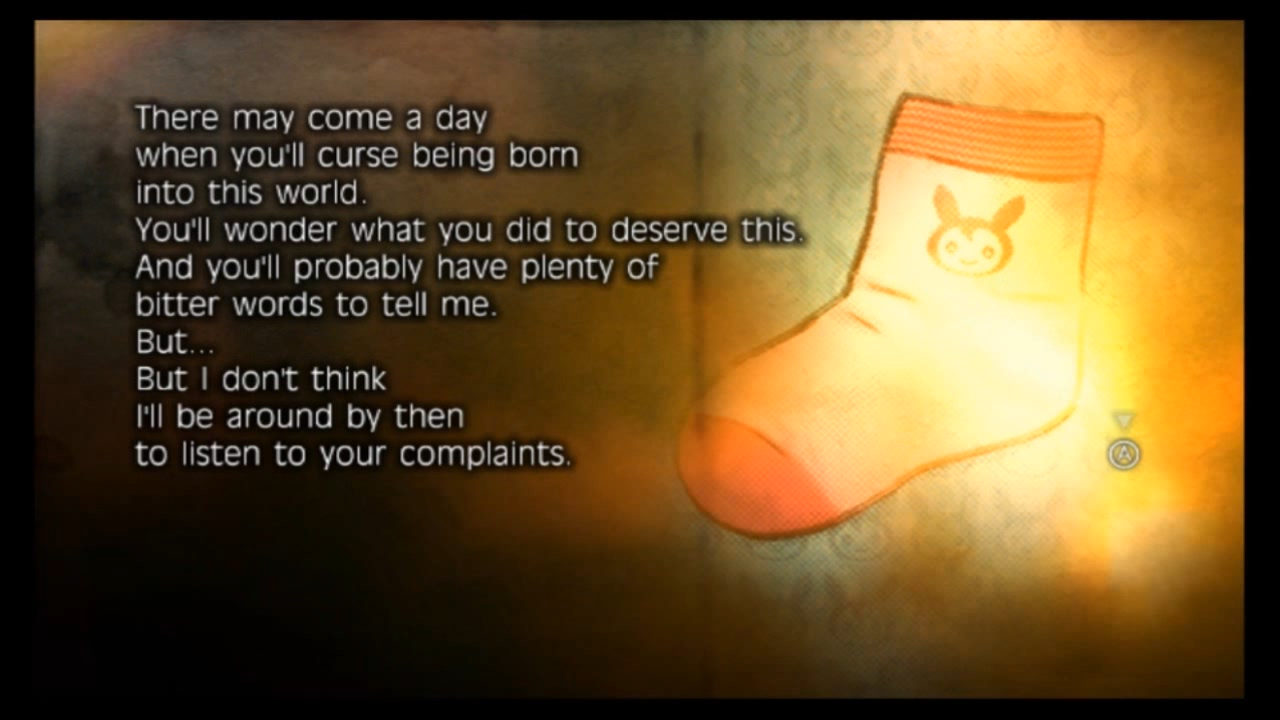 There may come a day
when you'll curse being born
into this world.
You'll wonder what you did to deserve this.
And you'll probably have plenty of
bitter words to tell me.
But...
But I don't think
I'll be around by then
to listen to your complaints.
A